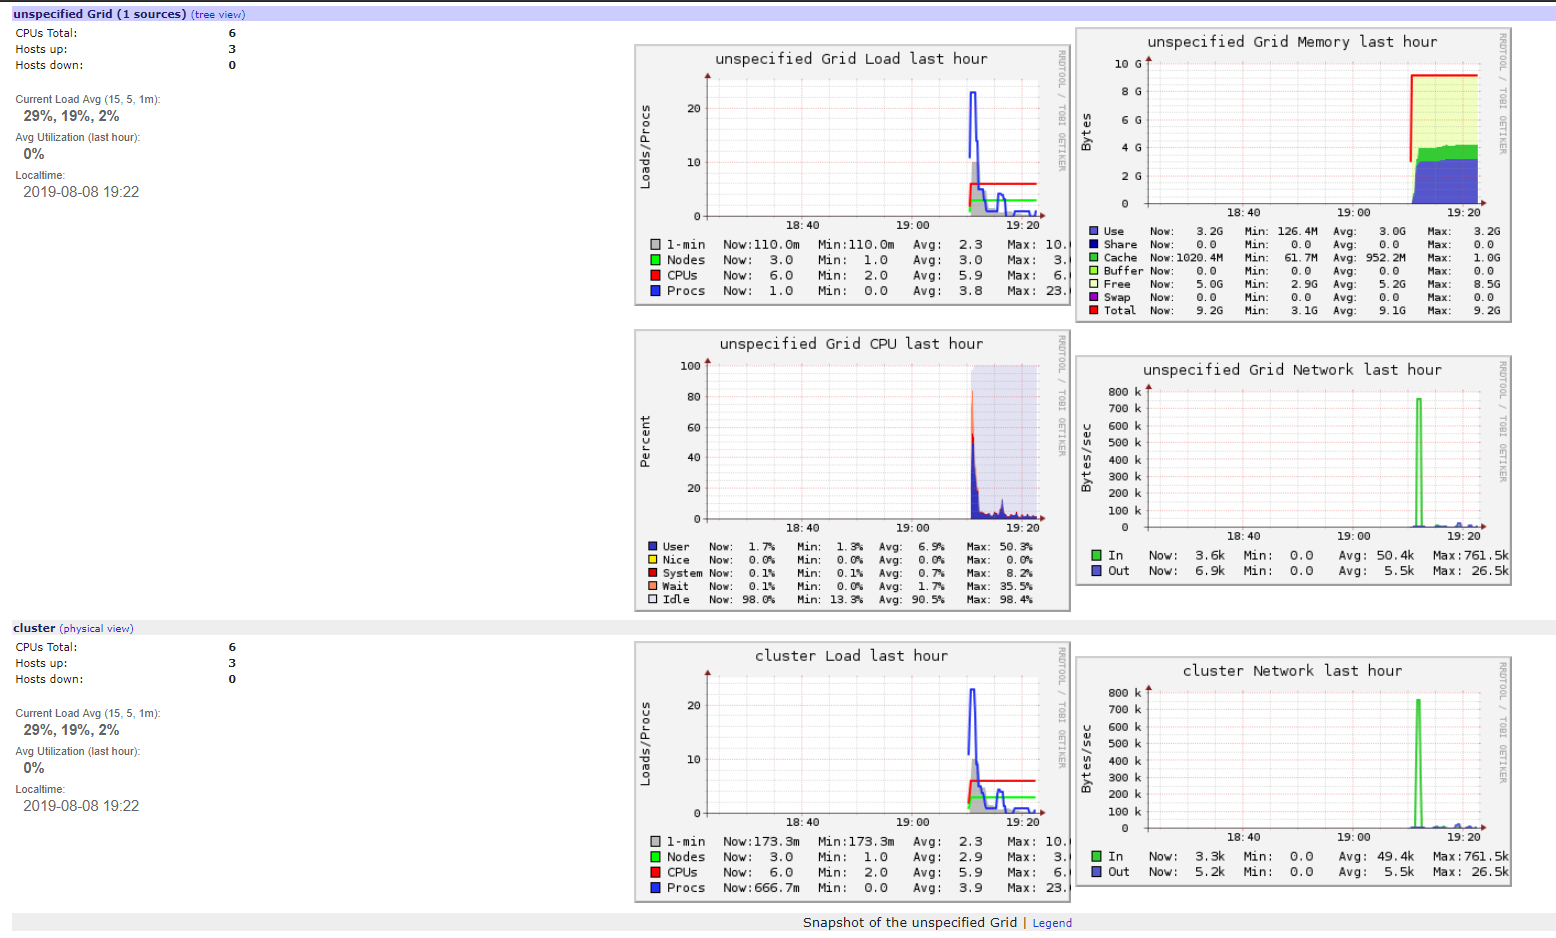 unspecified Grid (1 sources) (tree view)
CPUs Total: 6
Hosts up: 3
Hosts down: 0
Current Load Avg (15, 5, 1m):
29%, 19%, 2%
Avg Utilization (last hour):
0%
Localtime:
2019-08-08 19:22
unspecified Grid Load last hour
RRDTOOL / TOBI OETIKER
Loads/Procs
20
10
0
18:40 19:00 19:20
1-min Now:110.0m Min:110.0m Avg: 2.3 Max: 10.
Nodes Now: 3.0 Min: 1.0 Avg: 3.0 Max: 3.
CPUs Now: 6.0 Min: 2.0 Avg: 5.9 Max: 6.
Procs Now: 1.0 Min: 0.0 Avg: 3.8 Max: 23.
unspecified Grid Memory last hour
RRDTOOL / TOBI OETIKER
Bytes
10 G
8 G
6 G
4 G
2 G
0
18:40 19:00 19:20
Use Now: 3.2G Min: 126.4M Avg: 3.0G Max: 3.2G
Share Now: 0.0 Min: 0.0 Avg: 0.0 Max: 0.0
Cache Now:1020.4M Min: 61.7M Avg: 952.2M Max: 1.0G
Buffer Now: 0.0 Min: 0.0 Avg: 0.0 Max: 0.0
Free Now: 5.0G Min: 2.9G Avg: 5.2G Max: 8.5G
Swap Now: 0.0 Min: 0.0 Avg: 0.0 Max: 0.0
Total Now: 9.2G Min: 3.1G Avg: 9.1G Max: 9.2G
unspecified Grid CPU last hour
RRDTOOL / TOBI OETIKER
Percent
100
80
60
40
20
0
18:40 19:00 19:20
User Now: 1.7% Min: 1.3% Avg: 6.9% Max: 50.3%
Nice Now: 0.0% Min: 0.0% Avg: 0.0% Max: 0.0%
System Now: 0.1% Min: 0.1% Avg: 0.7% Max: 8.2%
Wait Now: 0.1% Min: 0.0% Avg: 1.7% Max: 35.5%
Idle Now: 98.0% Min: 13.3% Avg: 90.5% Max: 98.4%
unspecified Grid Network last hour
RRDTOOL / TOBI OETIKER
Bytes/sec
800 k
700 k
600 k
500 k
400 k
300 k
200 k
100 k
0
18:40 19:00 19:20
In Now: 3.6k Min: 0.0 Avg: 50.4k Max:761.5k
Out Now: 6.9k Min: 0.0 Avg: 5.5k Max: 26.5k
cluster (physical view)
CPUs Total: 6
Hosts up: 3
Hosts down: 0
Current Load Avg (15, 5, 1m):
29%, 19%, 2%
Avg Utilization (last hour):
0%
Localtime:
2019-08-08 19:22
cluster Load last hour
RRDTOOL / TOBI OETIKER
Loads/Procs
20
10
0
18:40 19:00 19:20
1-min Now:173.3m Min:173.3m Avg: 2.3 Max: 10.
Nodes Now: 3.0 Min: 1.0 Avg: 2.9 Max: 3.
CPUs Now: 6.0 Min: 2.0 Avg: 5.9 Max: 6.
Procs Now:666.7m Min: 0.0 Avg: 3.9 Max: 23.
cluster Network last hour
RRDTOOL / TOBI OETIKER
Bytes/sec
800 k
700 k
600 k
500 k
400 k
300 k
200 k
100 k
0
18:40 19:00 19:20
In Now: 3.3k Min: 0.0 Avg: 49.4k Max:761.5k
Out Now: 5.2k Min: 0.0 Avg: 5.5k Max: 26.5k
Snapshot of the unspecified Grid | Legend